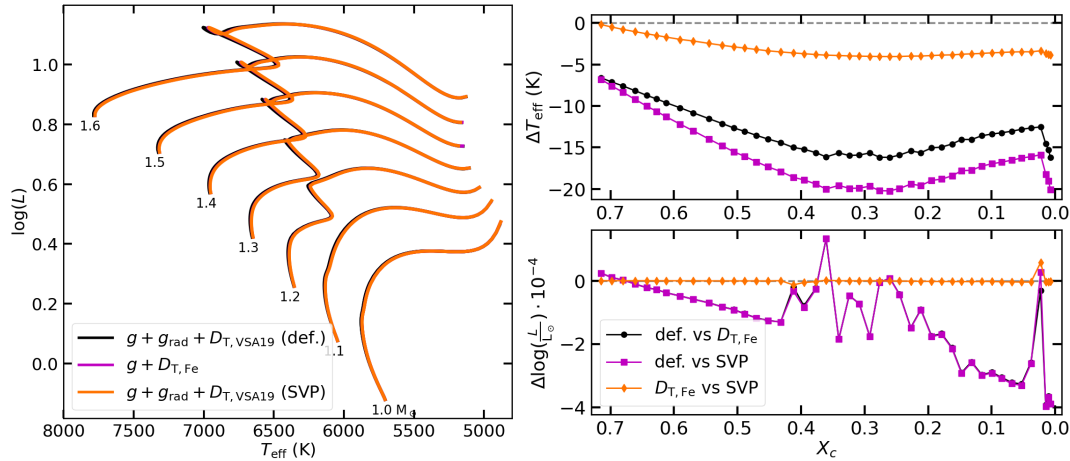 log(L)
1.0
0.8
0.6
0.4
0.2
0.0
1.6
1.5
1.4
1.3
1.2
1.1
1.0 M⊙
g + g_rad + D_T,VSA19 (def.)
g + D_T,Fe
g + g_rad + D_T,VSA19 (SVP)
8000 7500 7000 6500 6000 5500 5000
T_eff (K)
ΔT_eff (K)
0
−5
−10
−15
−20
0.7 0.6 0.5 0.4 0.3 0.2 0.1 0.0
Δlog(L/L⊙) · 10⁻⁴
0
−2
−4
def. vs D_T,Fe
def. vs SVP
D_T,Fe vs SVP
0.7 0.6 0.5 0.4 0.3 0.2 0.1 0.0
X_c